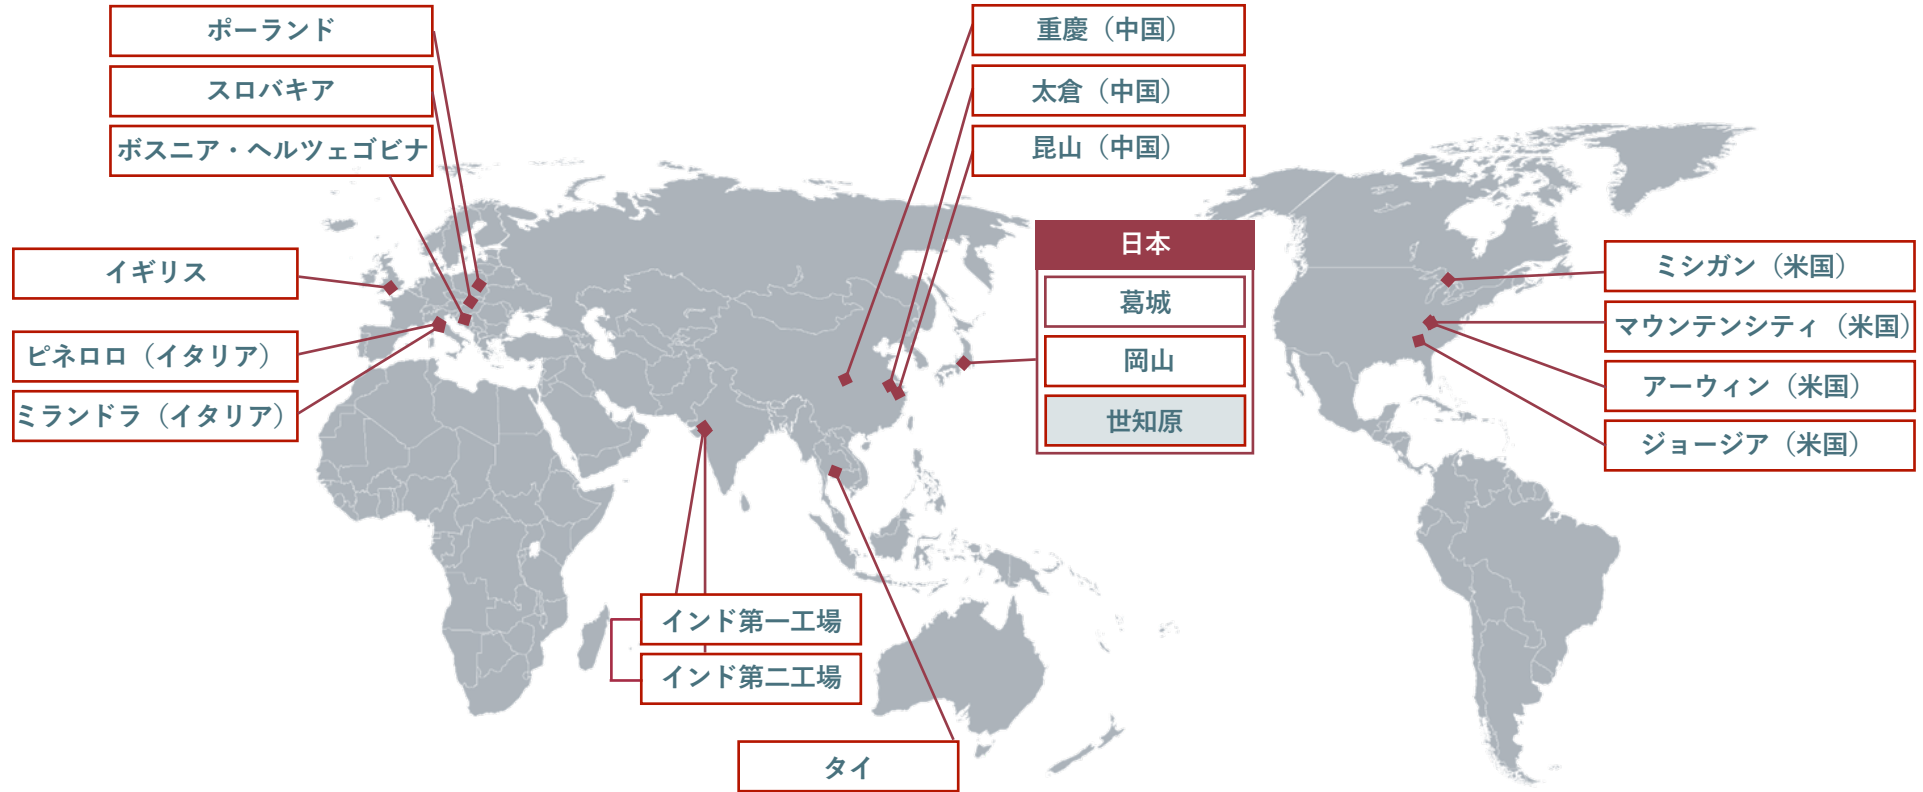 ポーランド
スロバキア
ボスニア・ヘルツェゴビナ
イギリス
ピネロロ（イタリア）
ミランドラ（イタリア）
重慶（中国）
太倉（中国）
昆山（中国）
日本
葛城
岡山
世知原
ミシガン（米国）
マウンテンシティ（米国）
アーウィン（米国）
ジョージア（米国）
インド第一工場
インド第二工場
タイ